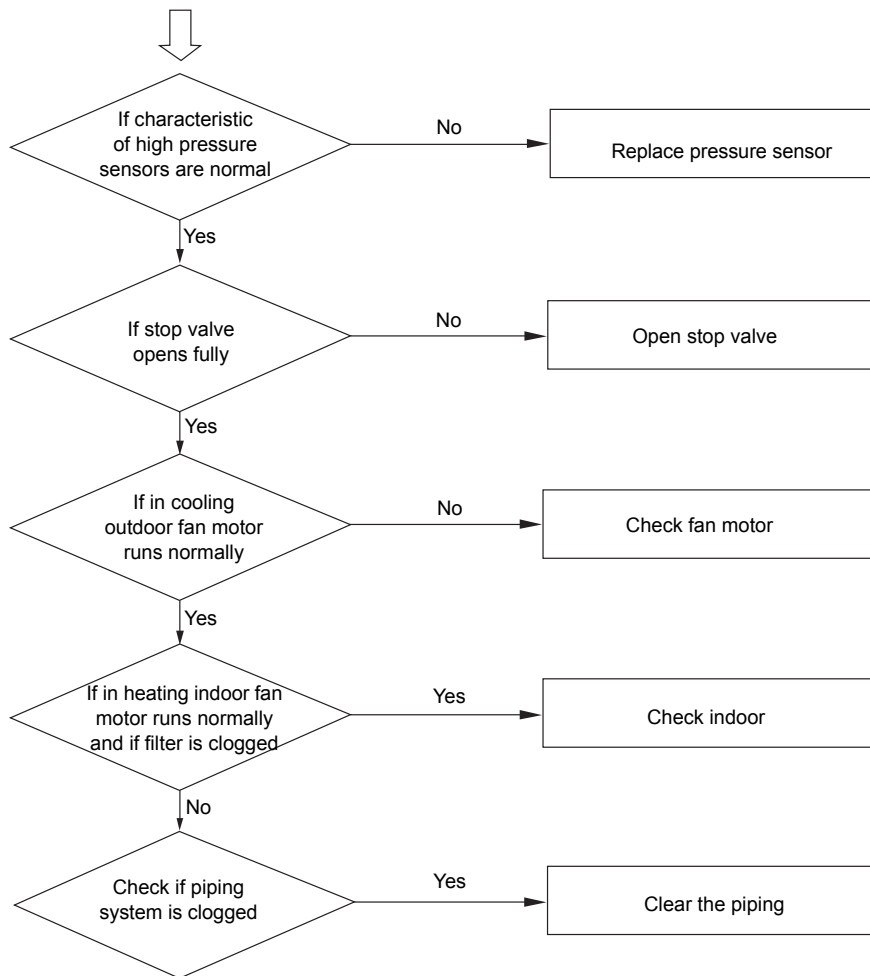 If characteristic
of high pressure
sensors are normal
No
Replace pressure sensor
Yes
If stop valve
opens fully
No
Open stop valve
Yes
If in cooling
outdoor fan motor
runs normally
No
Check fan motor
Yes
If in heating indoor fan
motor runs normally
and if filter is clogged
Yes
Check indoor
No
Check if piping
system is clogged
Yes
Clear the piping